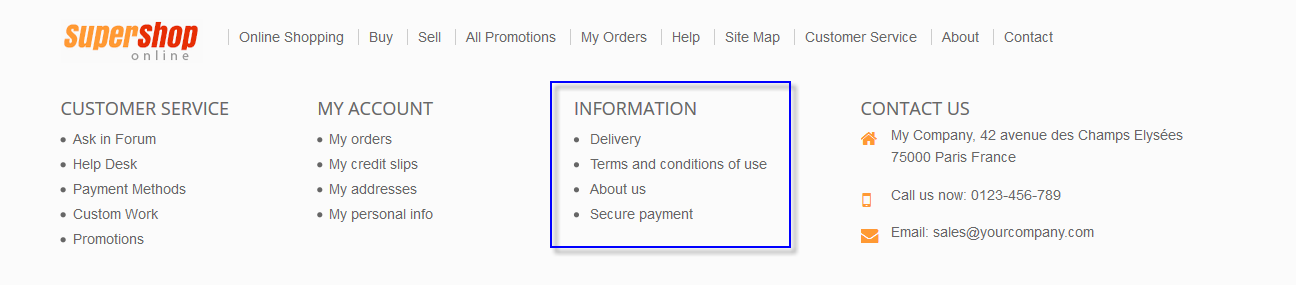 supershop
online
Online Shopping Buy Sell All Promotions My Orders Help Site Map Customer Service About Contact
CUSTOMER SERVICE
Ask in Forum
Help Desk
Payment Methods
Custom Work
Promotions
MY ACCOUNT
My orders
My credit slips
My addresses
My personal info
INFORMATION
Delivery
Terms and conditions of use
About us
Secure payment
CONTACT US
My Company, 42 avenue des Champs Elysées
75000 Paris France
Call us now: 0123-456-789
Email: sales@yourcompany.com